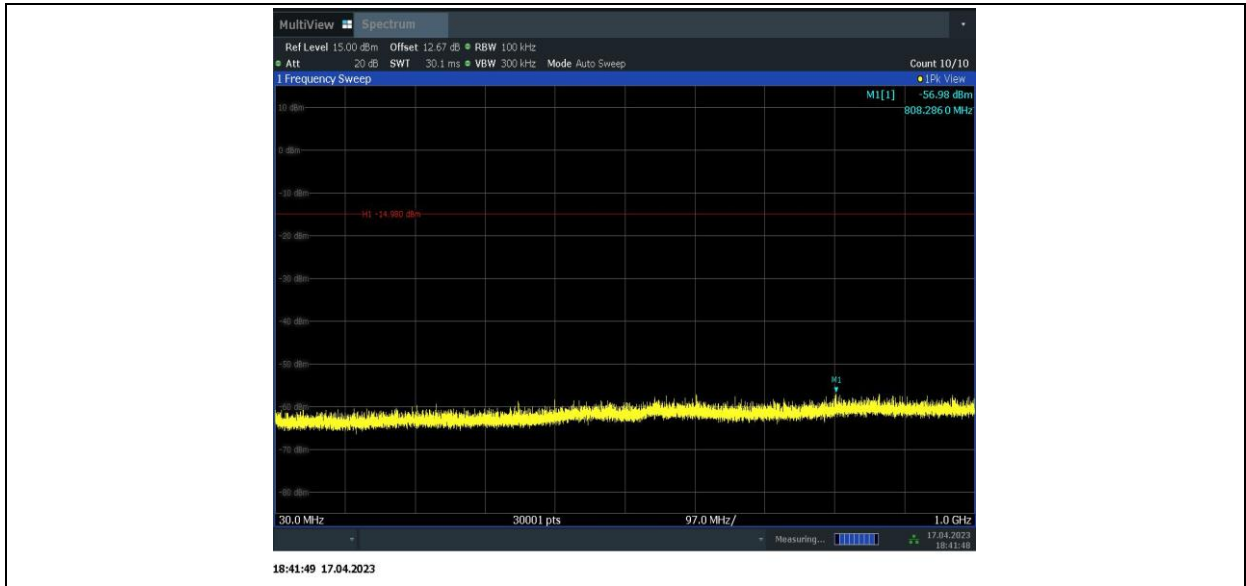 MultiView Spectrum
Ref Level 15.00 dBm Offset 12.67 dB RBW 100 kHz
Att 20 dB SWT 30.1 ms VBW 300 kHz Mode Auto Sweep Count 10/10
1 Frequency Sweep 1Pk View
M1[1] -56.98 dBm
808.286 0 MHz
10 dBm
0 dBm
-10 dBm
H1 -14.980 dBm
-20 dBm
-30 dBm
-40 dBm
-50 dBm
M1
-60 dBm
-70 dBm
-80 dBm
30.0 MHz 30001 pts 97.0 MHz/ 1.0 GHz
Measuring... 17.04.2023
18:41:48
18:41:49 17.04.2023